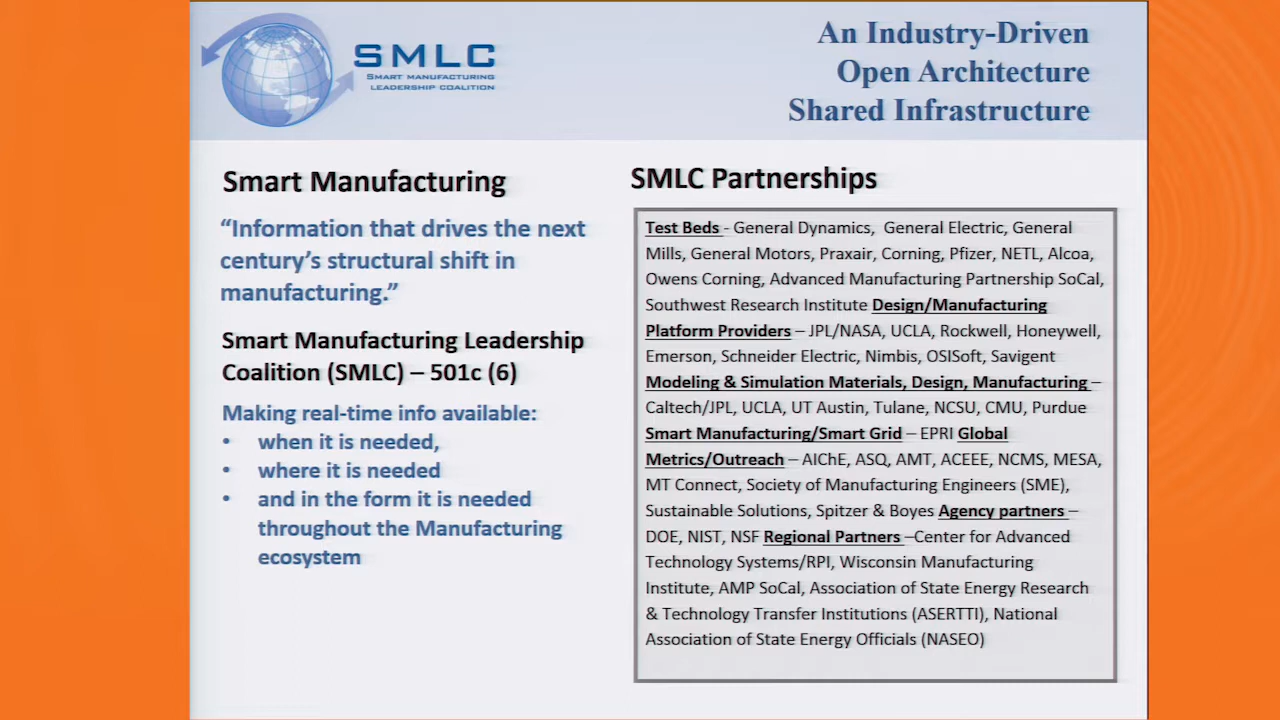 SMLC
SMART MANUFACTURING
LEADERSHIP COALITION
An Industry-Driven
Open Architecture
Shared Infrastructure
Smart Manufacturing
“Information that drives the next
century’s structural shift in
manufacturing.”
Smart Manufacturing Leadership
Coalition (SMLC) – 501c (6)
Making real-time info available:
• when it is needed,
• where it is needed
• and in the form it is needed
throughout the Manufacturing
ecosystem
SMLC Partnerships
Test Beds - General Dynamics, General Electric, General
Mills, General Motors, Praxair, Corning, Pfizer, NETL, Alcoa,
Owens Corning, Advanced Manufacturing Partnership SoCal,
Southwest Research Institute Design/Manufacturing
Platform Providers – JPL/NASA, UCLA, Rockwell, Honeywell,
Emerson, Schneider Electric, Nimbis, OSISoft, Savigent
Modeling & Simulation Materials, Design, Manufacturing –
Caltech/JPL, UCLA, UT Austin, Tulane, NCSU, CMU, Purdue
Smart Manufacturing/Smart Grid – EPRI Global
Metrics/Outreach – AIChE, ASQ, AMT, ACEEE, NCMS, MESA,
MT Connect, Society of Manufacturing Engineers (SME),
Sustainable Solutions, Spitzer & Boyes Agency partners –
DOE, NIST, NSF Regional Partners –Center for Advanced
Technology Systems/RPI, Wisconsin Manufacturing
Institute, AMP SoCal, Association of State Energy Research
& Technology Transfer Institutions (ASERTTI), National
Association of State Energy Officials (NASEO)